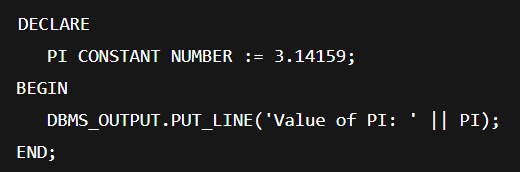 DECLARE
   PI CONSTANT NUMBER := 3.14159;
BEGIN
   DBMS_OUTPUT.PUT_LINE('Value of PI: ' || PI);
END;